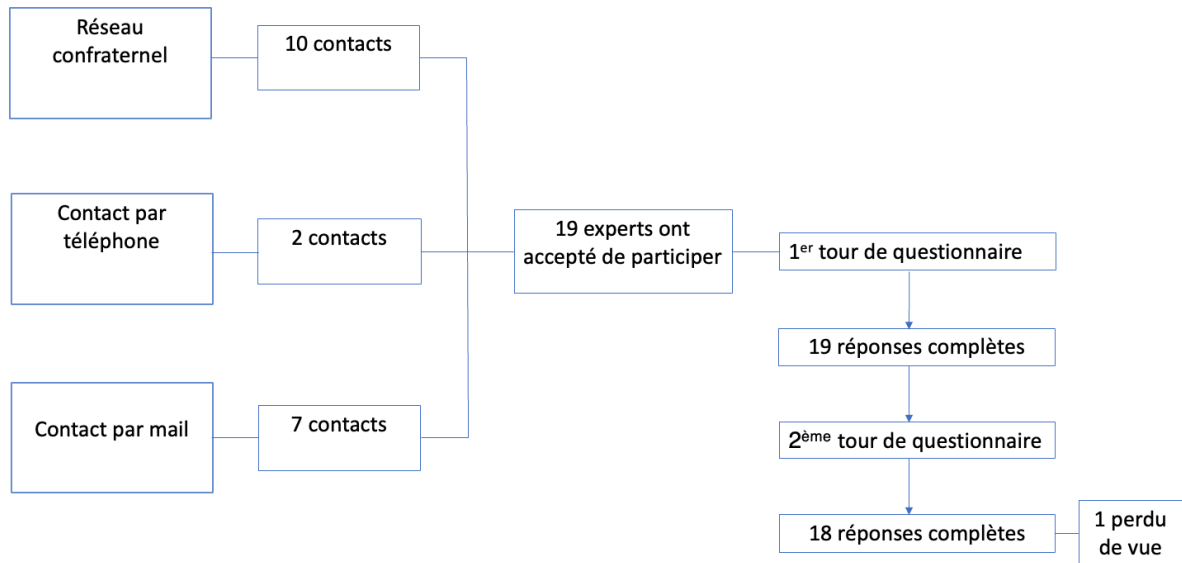 Réseau
confraternel
10 contacts
Contact par
téléphone
2 contacts
Contact par mail
7 contacts
19 experts ont
accepté de participer
1er tour de questionnaire
19 réponses complètes
2ème tour de questionnaire
18 réponses complètes
1 perdu
de vue